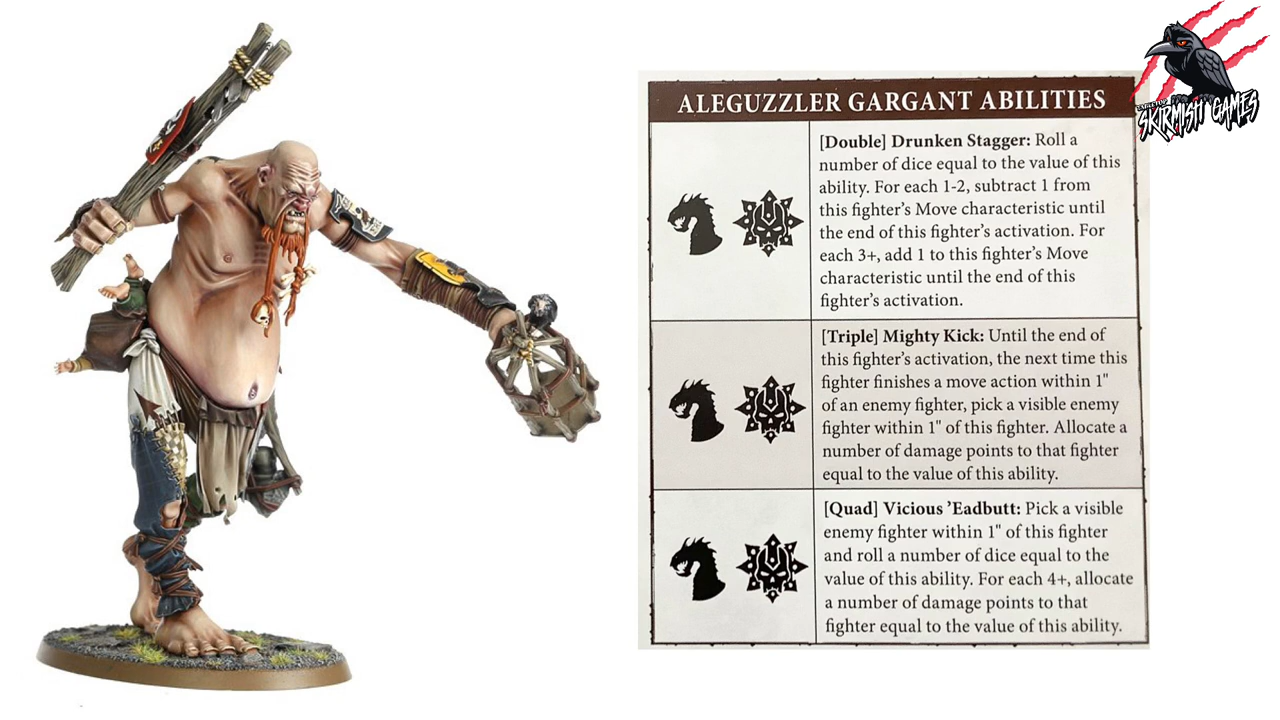 ALEGUZZLER GARGANT ABILITIES
[Double] Drunken Stagger: Roll a
number of dice equal to the value of this
ability. For each 1-2, subtract 1 from
this fighter's Move characteristic until
the end of this fighter's activation. For
each 3+, add 1 to this fighter's Move
characteristic until the end of this
fighter's activation.
[Triple] Mighty Kick: Until the end of
this fighter's activation, the next time this
fighter finishes a move action within 1"
of an enemy fighter, pick a visible enemy
fighter within 1" of this fighter. Allocate a
number of damage points to that fighter
equal to the value of this ability.
[Quad] Vicious 'Eadbutt: Pick a visible
enemy fighter within 1" of this fighter
and roll a number of dice equal to the
value of this ability. For each 4+, allocate
a number of damage points to that
fighter equal to the value of this ability.
TABLETOP
SKIRMISH GAMES